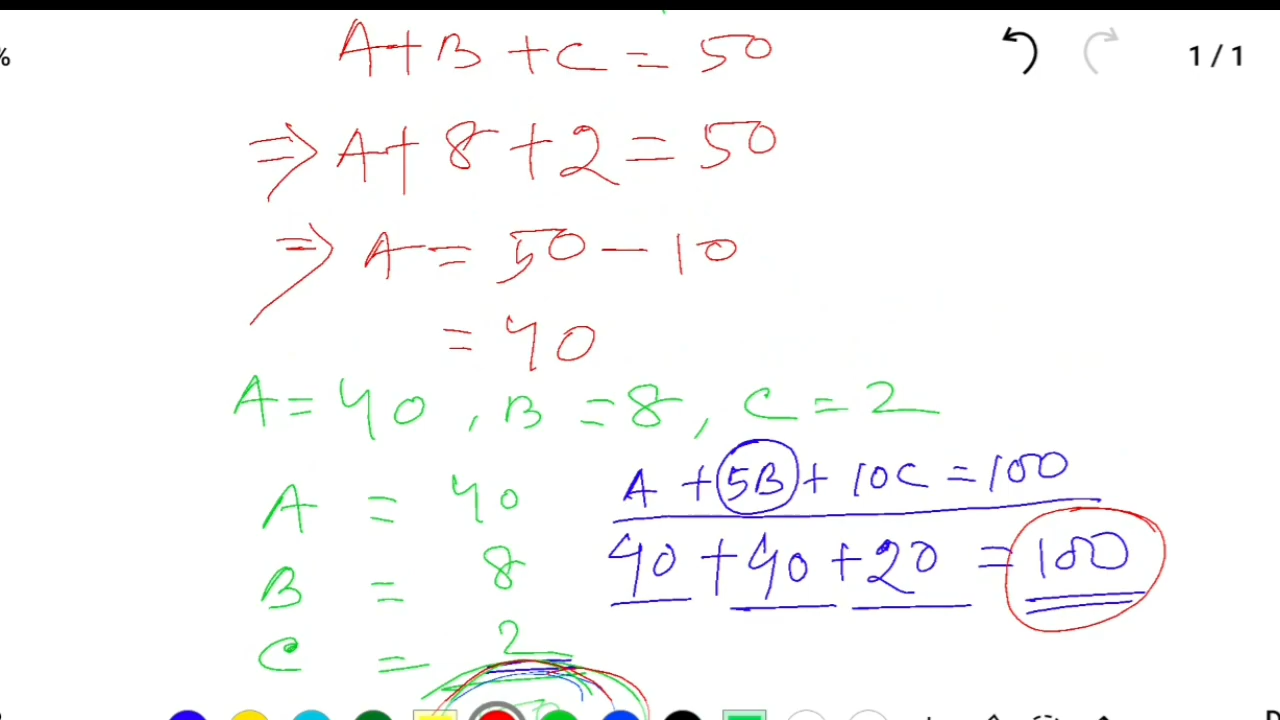 %
1 / 1
A+B+C=50
⇒A+8+2=50
⇒A=50-10
=40
A=40, B=8, C=2
A+5B+10C=100
40+40+20=100
A = 40
B = 8
C = 2